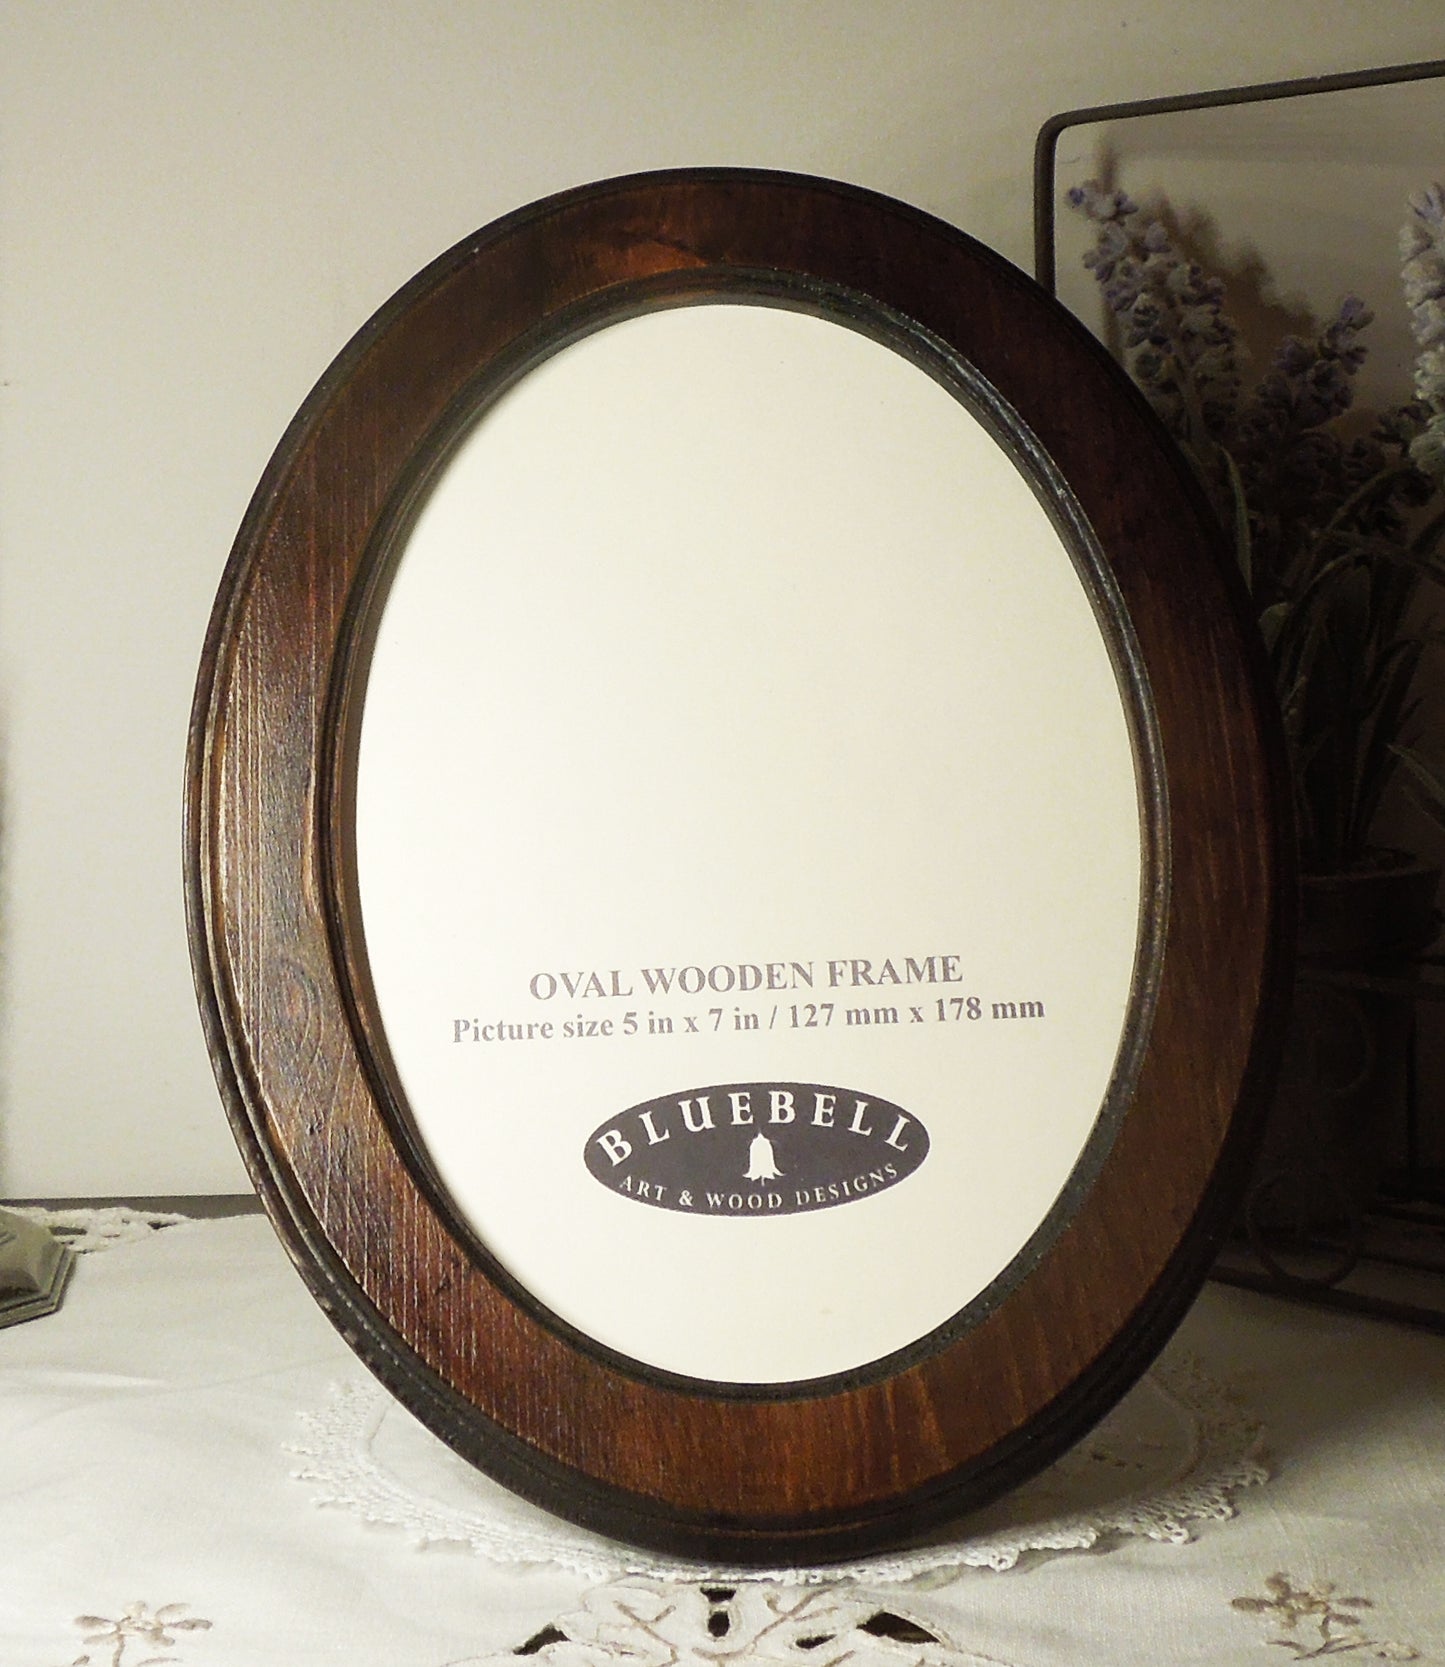 OVAL WOODEN FRAME
Picture size 5 in x 7 in / 127 mm x 178 mm
BLUEBELL
ART & WOOD DESIGNS